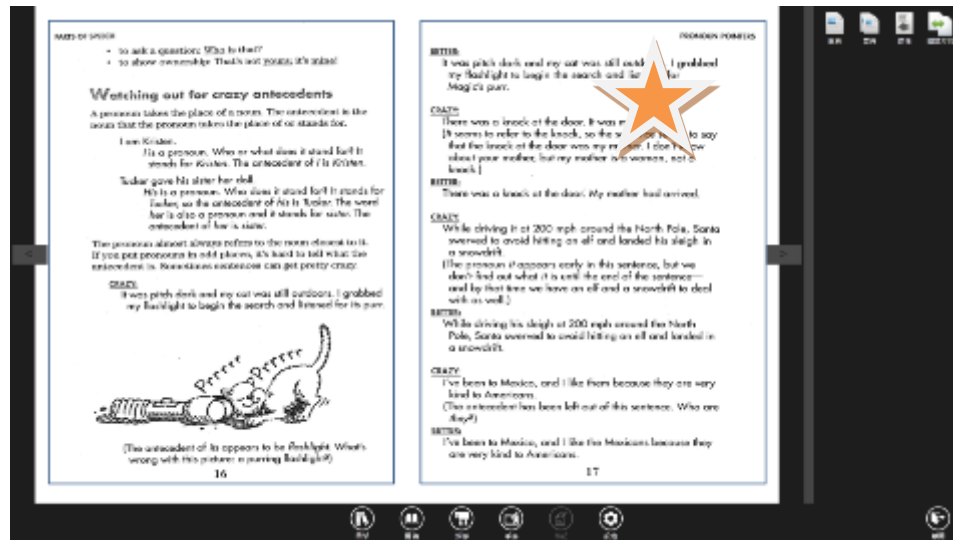 PARTS OF SPEECH
• to ask a question: Who is that?
• to show ownership: That's not yours; it's mine!
Watching out for crazy antecedents
A pronoun takes the place of a noun. The antecedent is the
noun that the pronoun takes the place of or stands for.
I am Kristen.
I is a pronoun. Who or what does it stand for? It
stands for Kristen. The antecedent of I is Kristen.
Tucker gave his sister her doll.
His is a pronoun. Who does it stand for? It stands for
Tucker, so the antecedent of his is Tucker. The word
her is also a pronoun and it stands for sister. The
antecedent of her is sister.
The pronoun almost always refers to the noun closest to it.
If you put pronouns in odd places, it's hard to tell what the
antecedent is. Sometimes sentences can get pretty crazy.
CRAZY:
It was pitch dark and my cat was still outdoors. I grabbed
my flashlight to begin the search and listened for its purr.
Prrrrr Prrrrr
(The antecedent of its appears to be flashlight. What's
wrong with this picture: a purring flashlight?)
16
PRONOUN POINTERS
BETTER:
It was pitch dark and my cat was still I grabbed
my flashlight to begin the search and for
Magic's purr.
CRAZY:
There was a knock at the door. It was
(It seems to refer to the knock, so the to say
that the knock at the door was my I don't
about your mother, but my mother is a woman, not a
knock.)
BETTER:
There was a knock at the door. My mother had arrived.
CRAZY:
While driving it at 200 mph around the North Pole, Santa
swerved to avoid hitting an elf and landed his sleigh in
a snowdrift.
(The pronoun it appears early in this sentence, but we
don't find out what it is until the end of the sentence—
and by that time we have an elf and a snowdrift to deal
with as well.)
BETTER:
While driving his sleigh at 200 mph around the North
Pole, Santa swerved to avoid hitting an elf and landed in
a snowdrift.
CRAZY:
I've been to Mexico, and I like them because they are very
kind to Americans.
(The antecedent has been left out of this sentence. Who are
they?)
BETTER:
I've been to Mexico, and I like the Mexicans because they
are very kind to Americans.
17